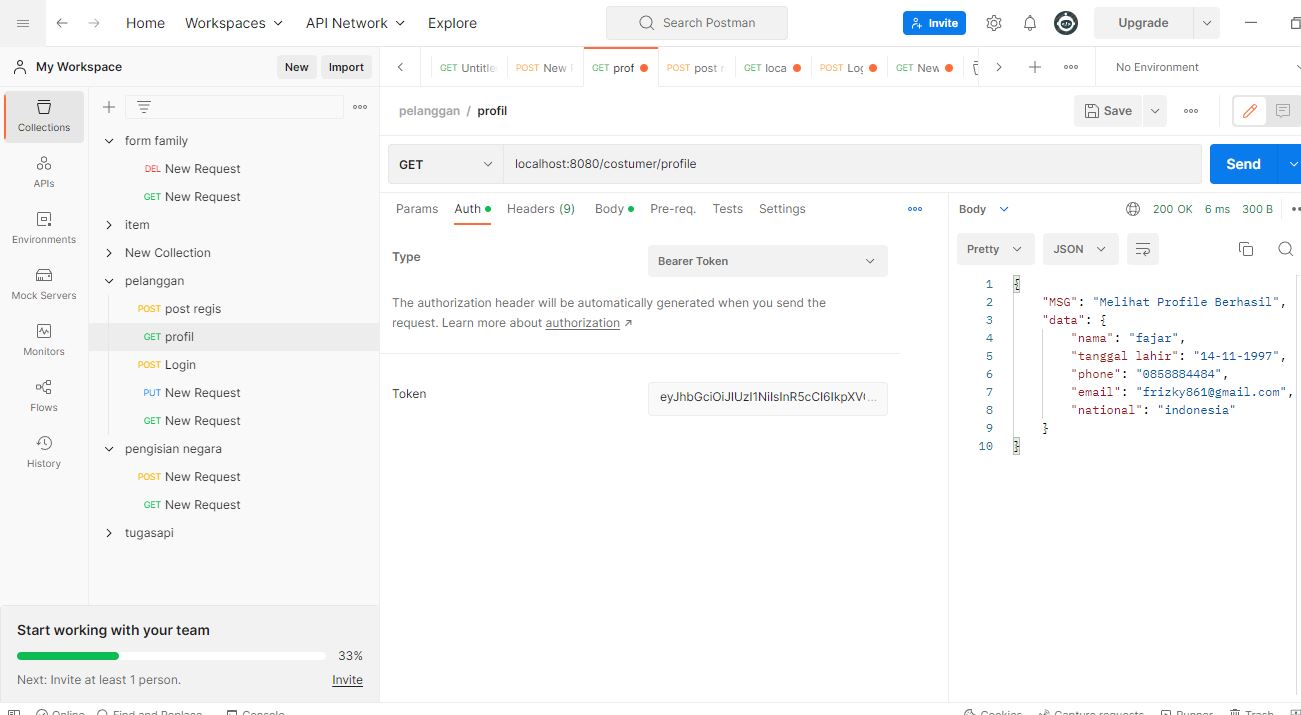 Home Workspaces API Network Explore Search Postman Invite Upgrade
My Workspace New Import
GET Untitle POST New GET prof POST post GET loca POST Log GET New No Environment
pelanggan / profil Save
Collections
APIs
Environments
Mock Servers
Monitors
Flows
History
form family
DEL New Request
GET New Request
item
New Collection
pelanggan
POST post regis
GET profil
POST Login
PUT New Request
GET New Request
pengisian negara
POST New Request
GET New Request
tugasapi
Start working with your team
33%
Next: Invite at least 1 person. Invite
GET localhost:8080/costumer/profile Send
Params Auth Headers (9) Body Pre-req. Tests Settings
Type Bearer Token
The authorization header will be automatically generated when you send the
request. Learn more about authorization ↗
Token
Body 200 OK 6 ms 300 B
Pretty JSON
1 {
2 "MSG": "Melihat Profile Berhasil",
3 "data": {
4 "nama": "fajar",
5 "tanggal lahir": "14-11-1997",
6 "phone": "0858884484",
7 "email": "frizky861@gmail.com",
8 "national": "indonesia"
9 }
10 }
Online Find and Replace Console Cookies Capture requests Runner Trash